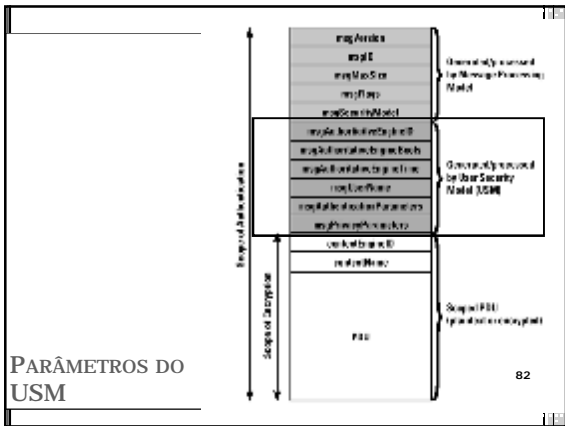 msgVersion
msgID
msgMaxSize
msgFlags
msgSecurityModel
Generated/processed
by Message Processing
Model
msgAuthoritativeEngineID
msgAuthoritativeEngineBoots
msgAuthoritativeEngineTime
msgUserName
msgAuthenticationParameters
msgPrivacyParameters
Generated/processed
by User Security
Model (USM)
contextEngineID
contextName
PDU
Scoped PDU
(plaintext or encrypted)
Scope of Authentication
Scope of Encryption
PARÂMETROS DO
USM
82